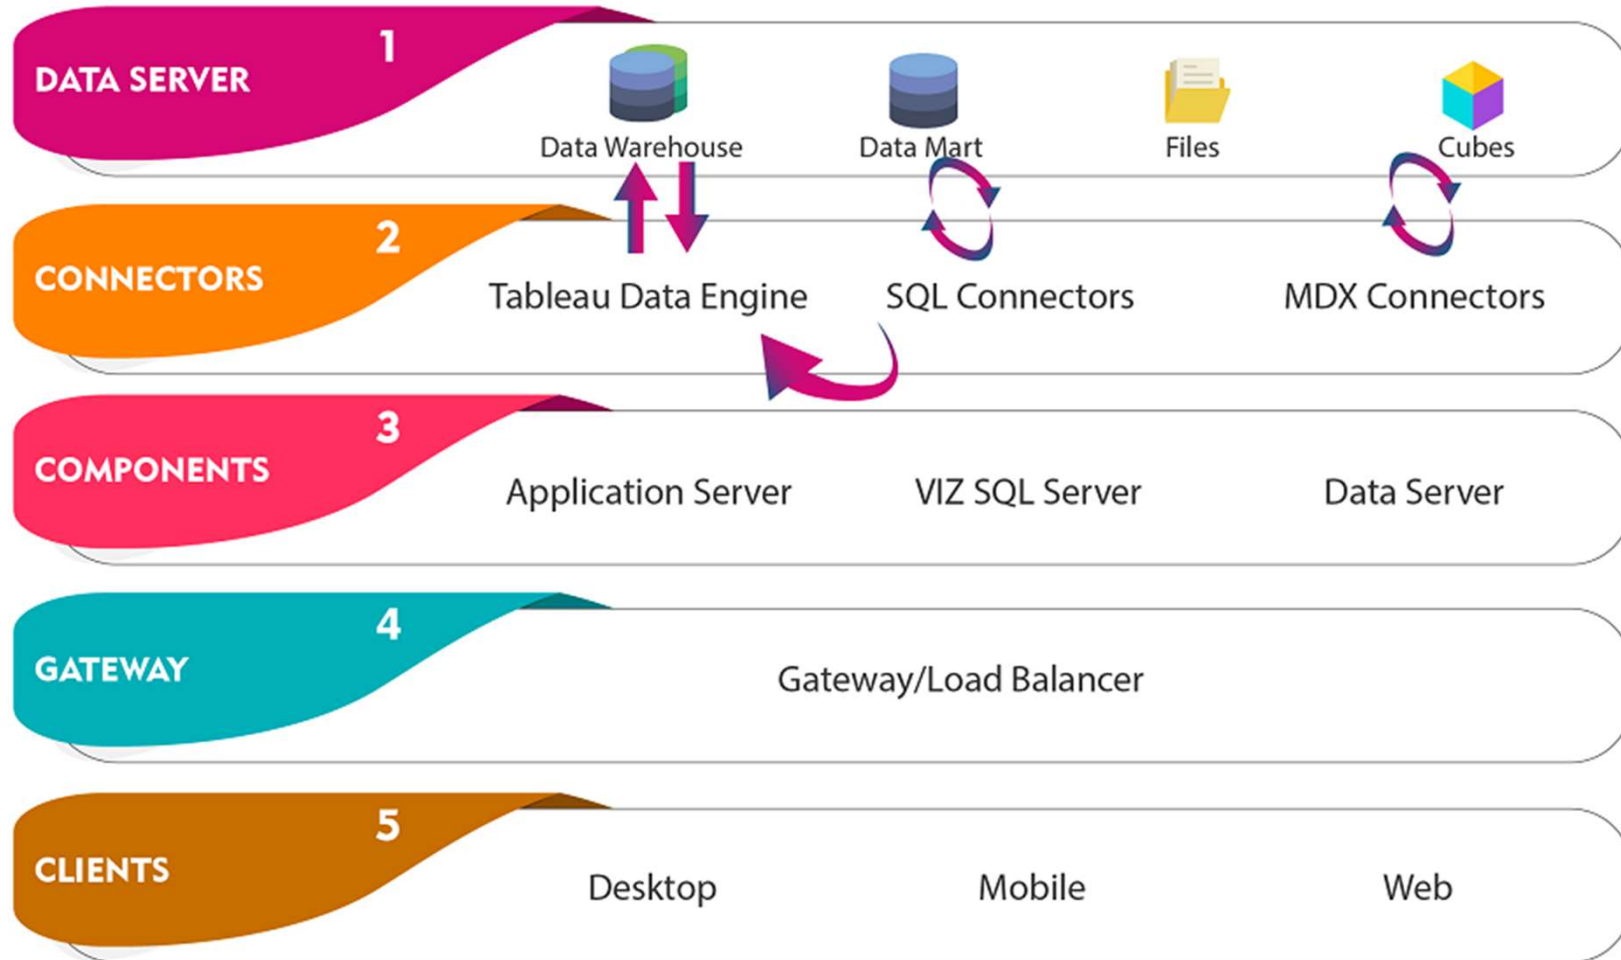 1
DATA SERVER
Data Warehouse
Data Mart
Files
Cubes
2
CONNECTORS
Tableau Data Engine
SQL Connectors
MDX Connectors
3
COMPONENTS
Application Server
VIZ SQL Server
Data Server
4
GATEWAY
Gateway/Load Balancer
5
CLIENTS
Desktop
Mobile
Web